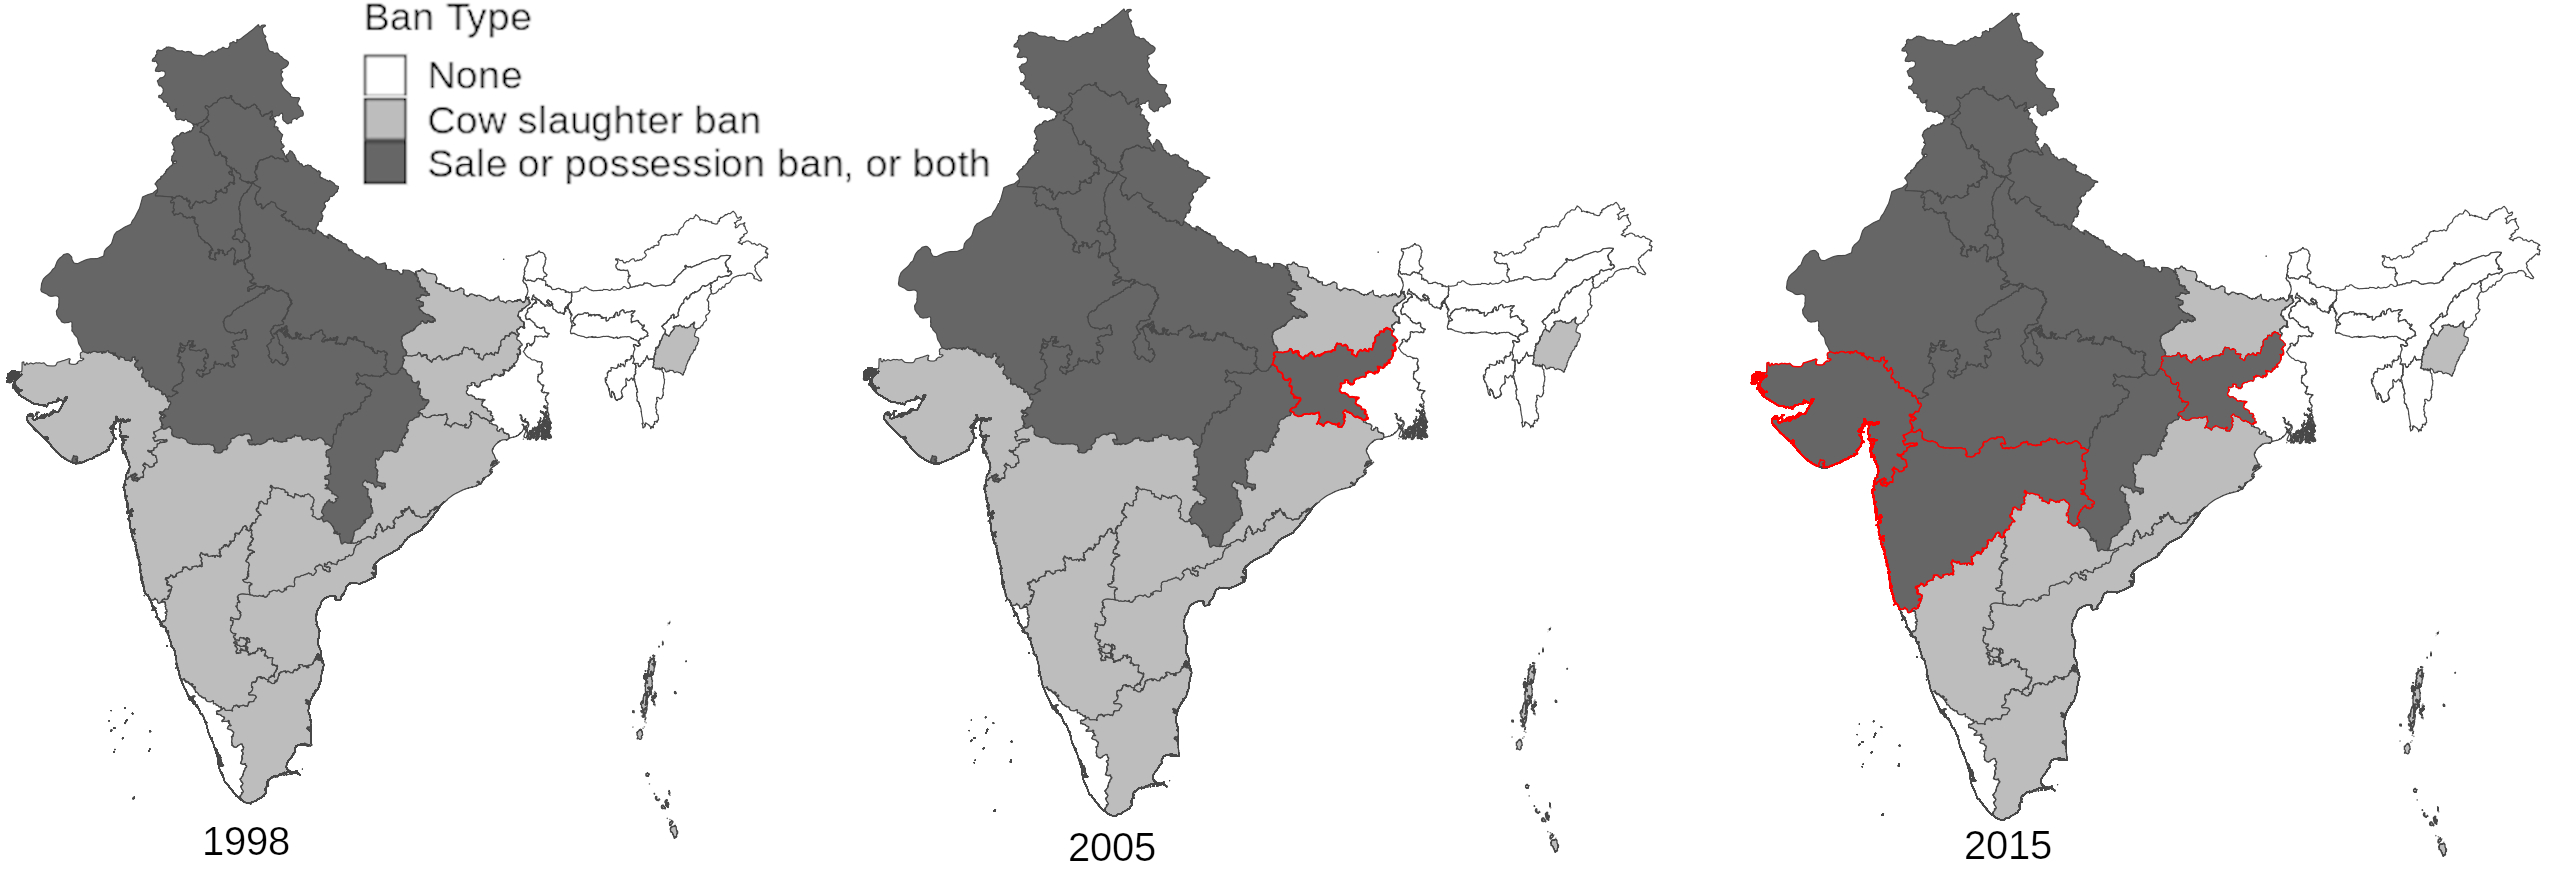 Ban Type
None
Cow slaughter ban
Sale or possession ban, or both
1998
2005
2015